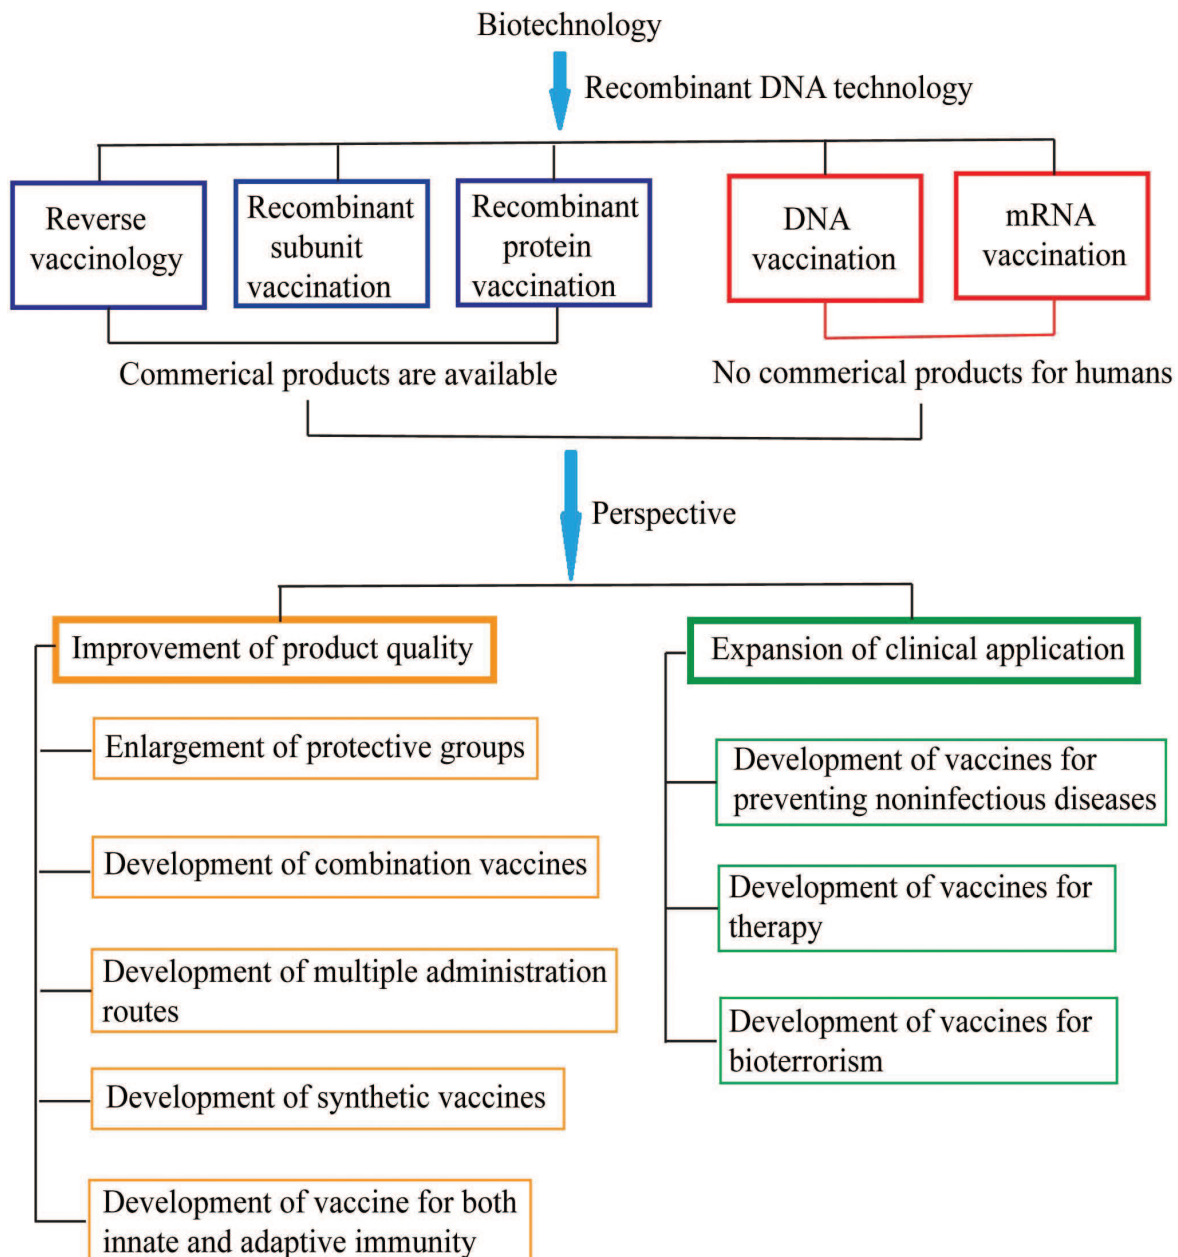 Biotechnology
Recombinant DNA technology
Reverse
vaccinology
Recombinant
subunit
vaccination
Recombinant
protein
vaccination
DNA
vaccination
mRNA
vaccination
Commerical products are available
No commerical products for humans
Perspective
Improvement of product quality
Enlargement of protective groups
Development of combination vaccines
Development of multiple administration
routes
Development of synthetic vaccines
Development of vaccine for both
innate and adaptive immunity
Expansion of clinical application
Development of vaccines for
preventing noninfectious diseases
Development of vaccines for
therapy
Development of vaccines for
bioterrorism